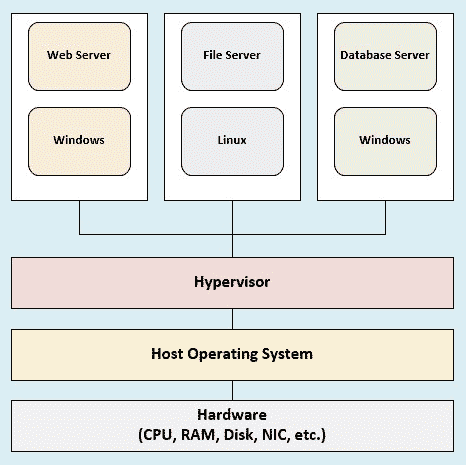 Web Server
File Server
Database Server
Windows
Linux
Windows
Hypervisor
Host Operating System
Hardware
(CPU, RAM, Disk, NIC, etc.)